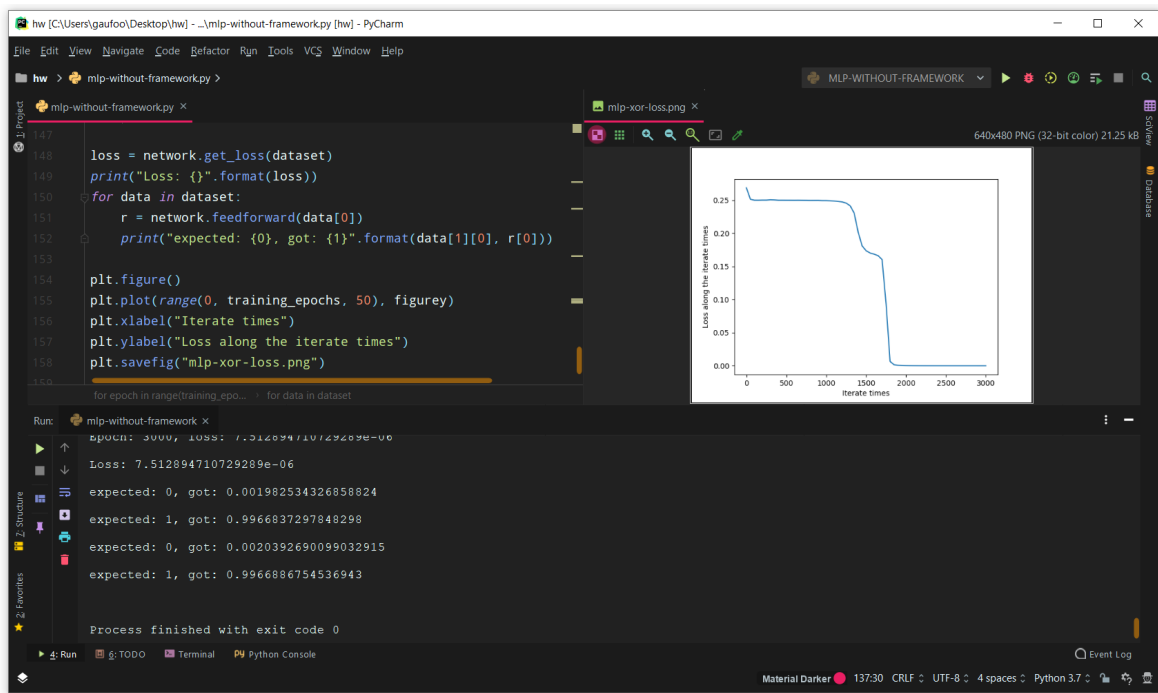 hw [C:\Users\gaufoo\Desktop\hw] - ...\mlp-without-framework.py [hw] - PyCharm
File Edit View Navigate Code Refactor Run Tools VCS Window Help
hw mlp-without-framework.py
MLP-WITHOUT-FRAMEWORK
1: Project
mlp-without-framework.py
147
148 loss = network.get_loss(dataset)
149 print("Loss: {}".format(loss))
150 for data in dataset:
151 r = network.feedforward(data[0])
152 print("expected: {0}, got: {1}".format(data[1][0], r[0]))
153
154 plt.figure()
155 plt.plot(range(0, training_epochs, 50), figurey)
156 plt.xlabel("Iterate times")
157 plt.ylabel("Loss along the iterate times")
158 plt.savefig("mlp-xor-loss.png")
159
for epoch in range(training_epo... > for data in dataset
mlp-xor-loss.png
640x480 PNG (32-bit color) 21.25 kB
SciView
Database
Loss along the iterate times
0.25
0.20
0.15
0.10
0.05
0.00
0 500 1000 1500 2000 2500 3000
Iterate times
Run: mlp-without-framework
Epoch: 3000, loss: 7.512894710729289e-06
Loss: 7.512894710729289e-06
expected: 0, got: 0.001982534326858824
expected: 1, got: 0.9966837297848298
expected: 0, got: 0.0020392690099032915
expected: 1, got: 0.9966886754536943
Process finished with exit code 0
7: Structure
2: Favorites
4: Run 6: TODO Terminal Python Console
Event Log
Material Darker 137:30 CRLF UTF-8 4 spaces Python 3.7